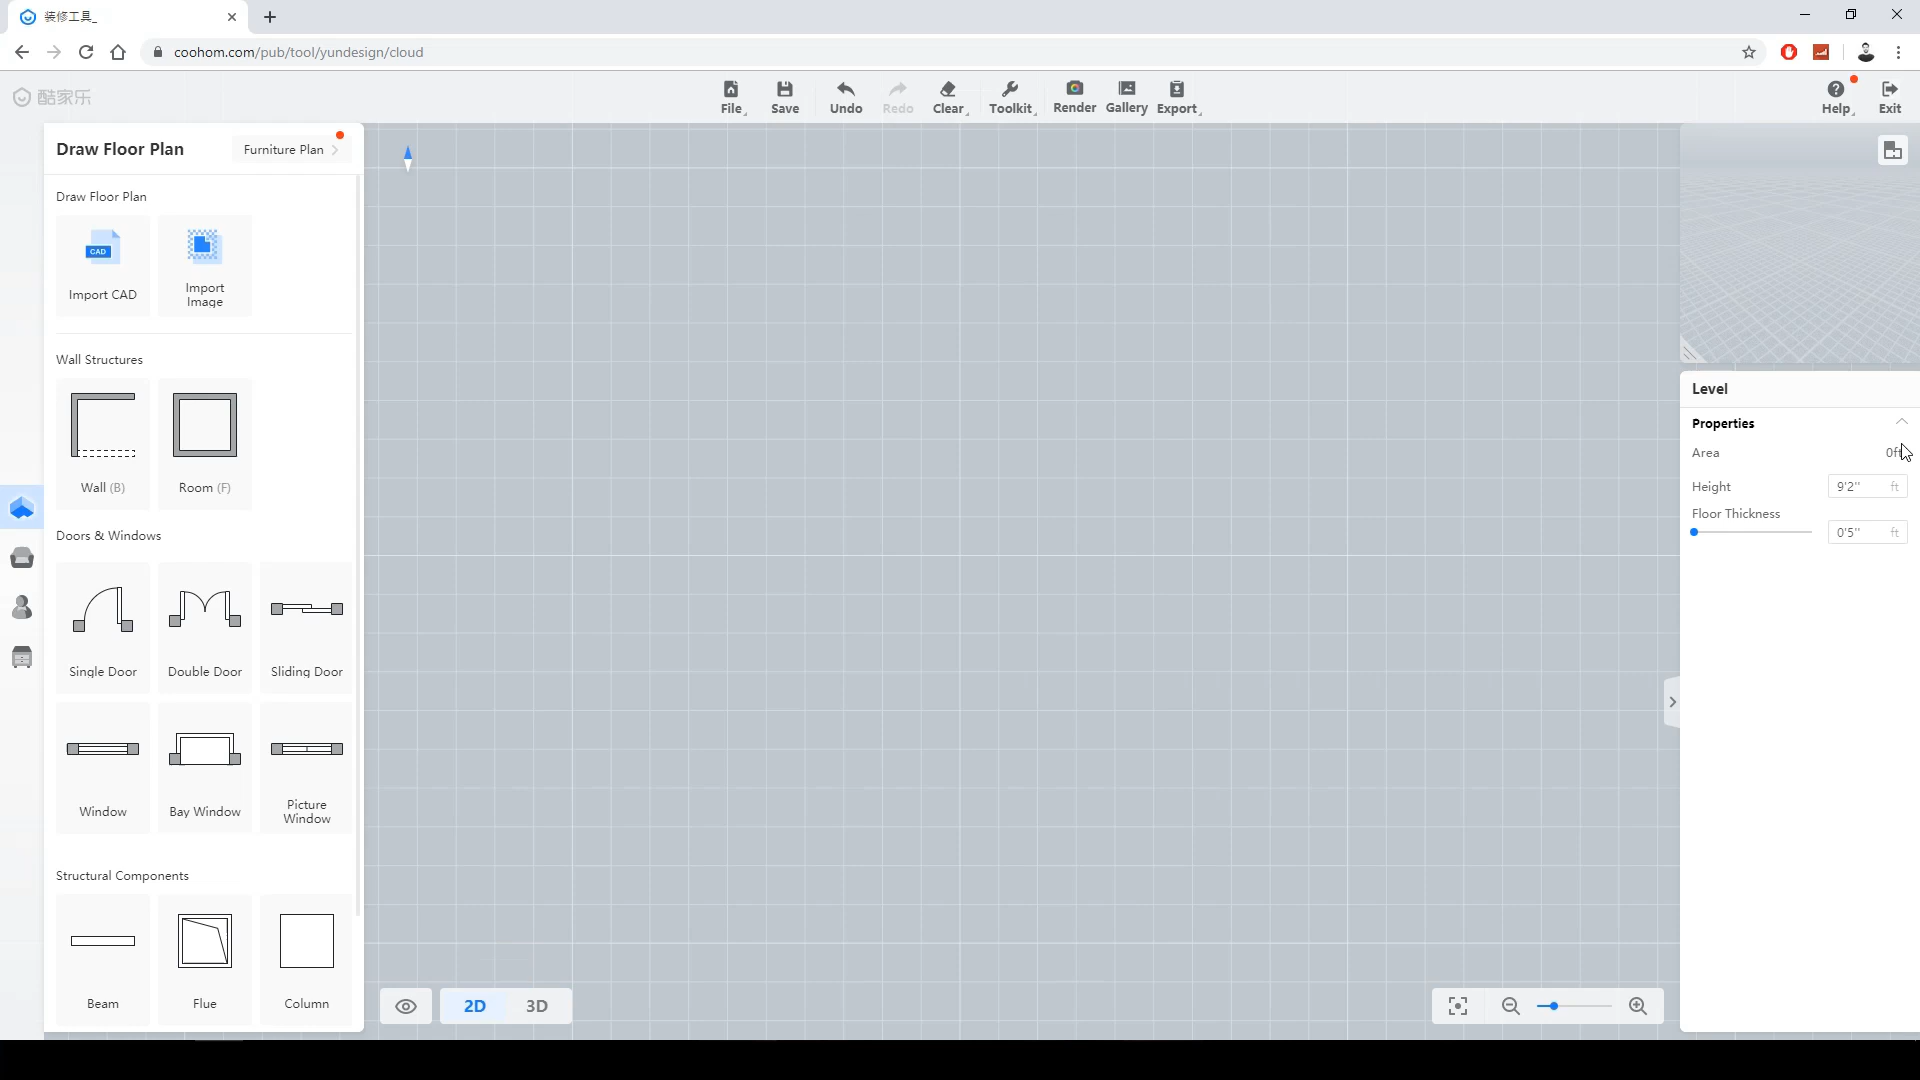 装修工具_
coohom.com/pub/tool/yundesign/cloud
酷家乐
File
Save
Undo
Redo
Clear
Toolkit
Render
Gallery
Export
Help
Exit
Draw Floor Plan
Furniture Plan
Draw Floor Plan
CAD
Import CAD
Import
Image
Wall Structures
Wall (B)
Room (F)
Doors & Windows
Single Door
Double Door
Sliding Door
Window
Bay Window
Picture
Window
Structural Components
Beam
Flue
Column
2D
3D
Level
Properties
Area
0ft
Height
9'2"
ft
Floor Thickness
0'5"
ft